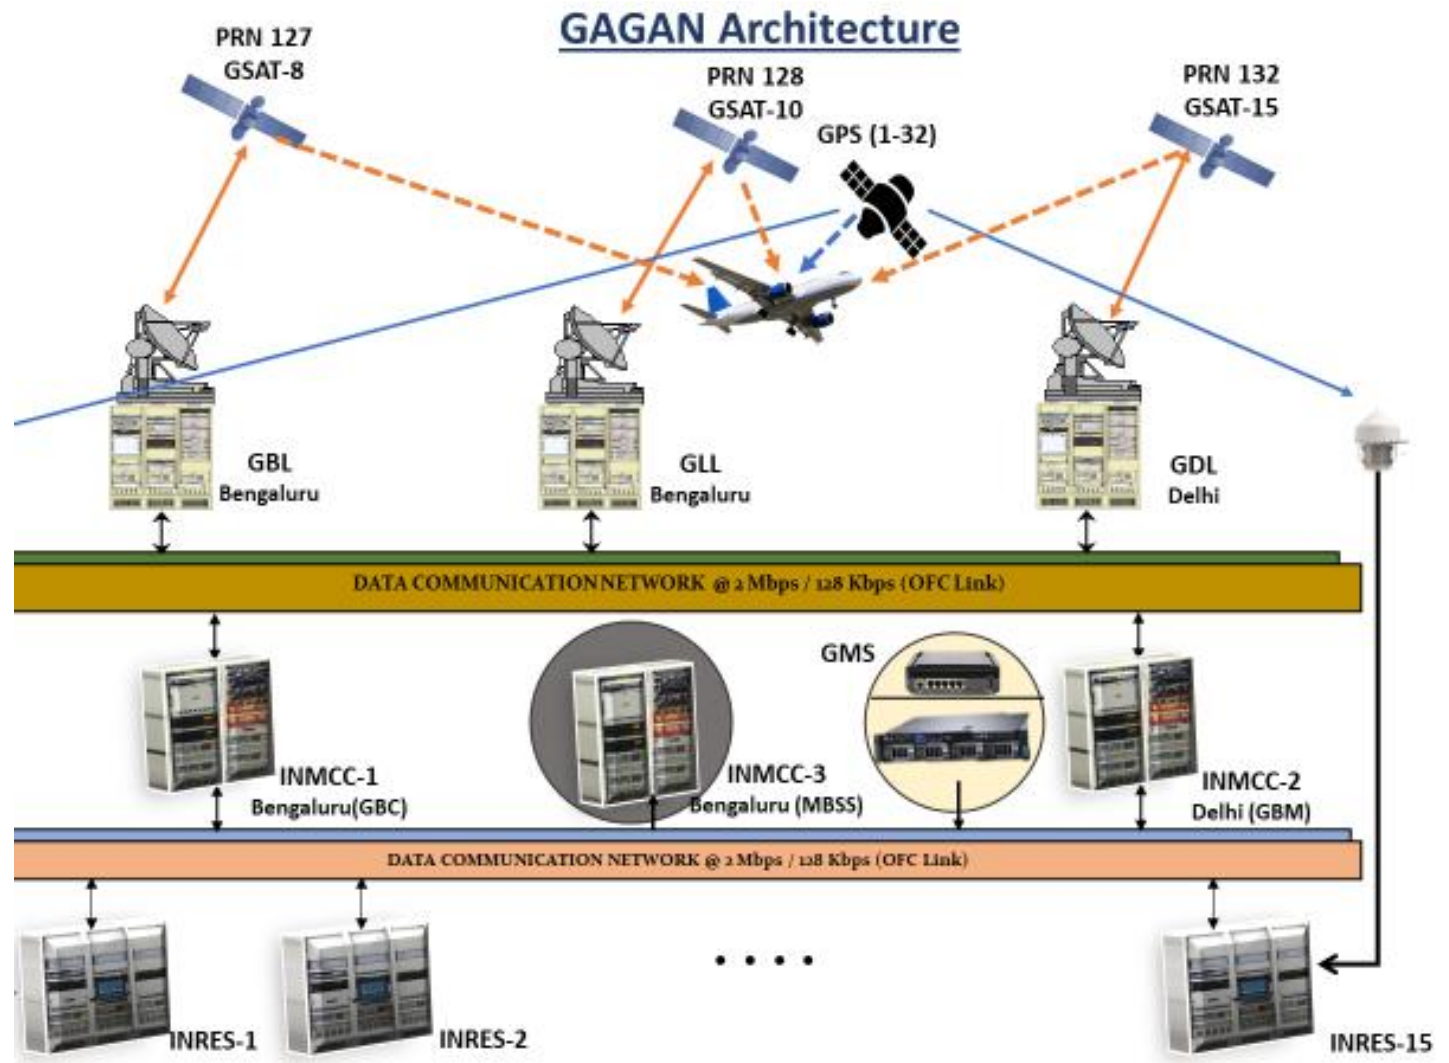 GAGAN Architecture
PRN 127
GSAT-8
PRN 128
GSAT-10
GPS (1-32)
PRN 132
GSAT-15
GBL
Bengaluru
GLL
Bengaluru
GDL
Delhi
DATA COMMUNICATION NETWORK @ 2 Mbps / 128 Kbps (OFC Link)
GMS
INMCC-1
Bengaluru(GBC)
INMCC-3
Bengaluru (MBSS)
INMCC-2
Delhi (GBM)
DATA COMMUNICATION NETWORK @ 2 Mbps / 128 Kbps (OFC Link)
INRES-1
INRES-2
INRES-15